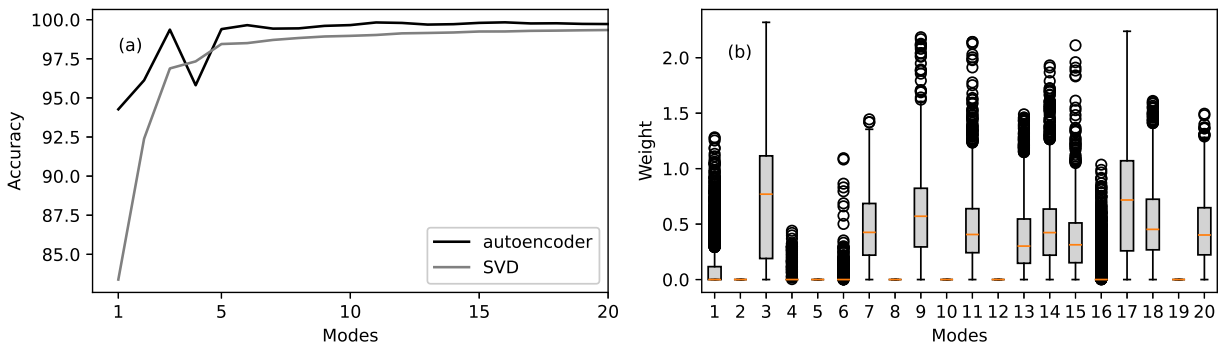 100.0
97.5
95.0
92.5
90.0
87.5
85.0
Accuracy
(a)
autoencoder
SVD
1 5 10 15 20
Modes
2.0
1.5
1.0
0.5
0.0
Weight
(b)
1 2 3 4 5 6 7 8 9 10 11 12 13 14 15 16 17 18 19 20
Modes